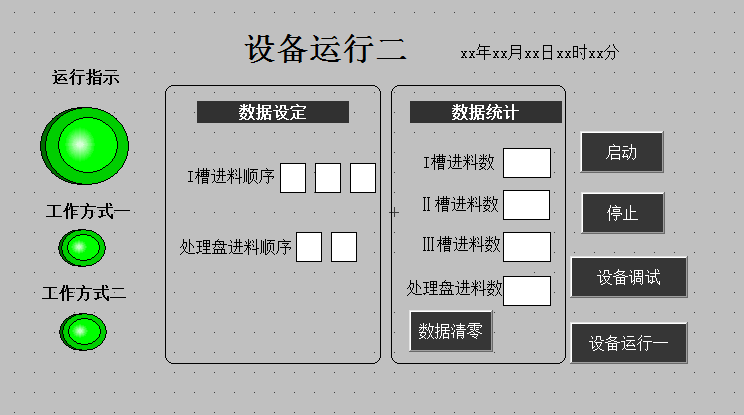 设备运行二
xx年xx月xx日xx时xx分
运行指示
工作方式一
工作方式二
数据设定
I槽进料顺序
处理盘进料顺序
数据统计
I槽进料数
Ⅱ槽进料数
Ⅲ槽进料数
处理盘进料数
数据清零
启动
停止
设备调试
设备运行一